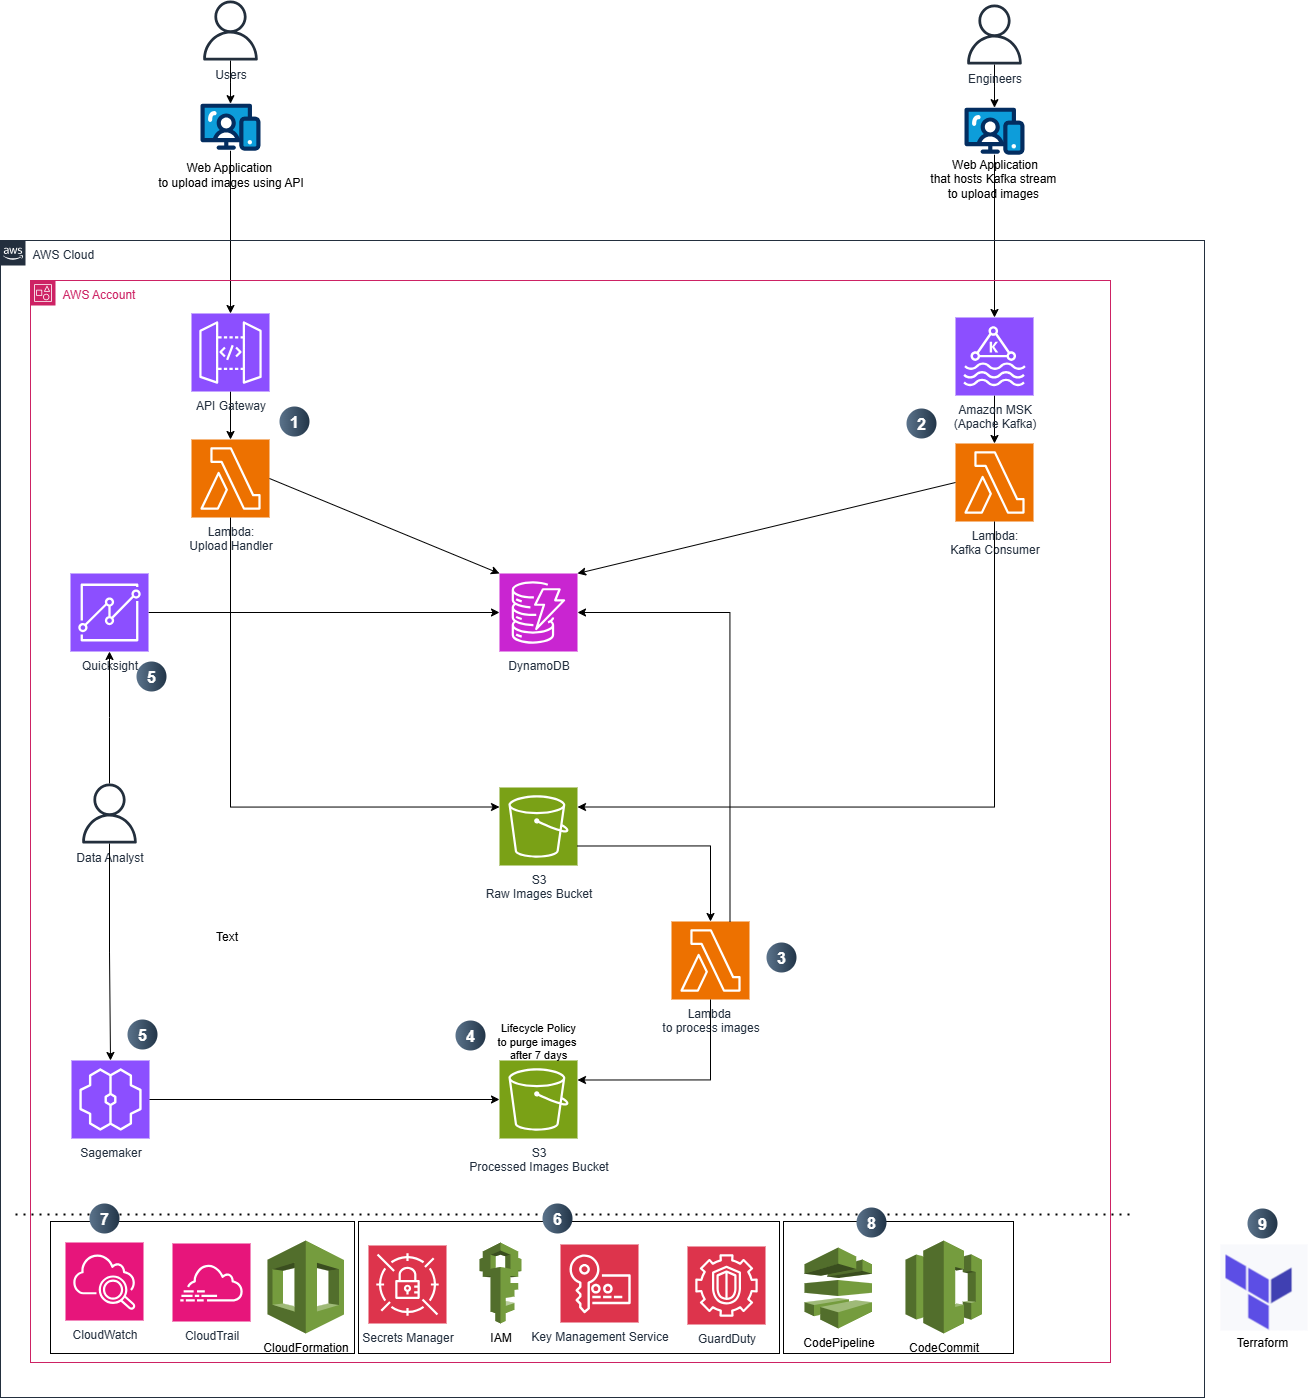 Users
Engineers
Web Application
to upload images using API
Web Application
that hosts Kafka stream
to upload images
aws
AWS Cloud
AWS Account
</>
K
API Gateway
1
Amazon MSK
(Apache Kafka)
2
Lambda:
Upload Handler
Lambda:
Kafka Consumer
Quicksight
5
DynamoDB
Data Analyst
S3
Raw Images Bucket
Text
3
Lambda
to process images
5
4
Lifecycle Policy
to purge images
after 7 days
Sagemaker
S3
Processed Images Bucket
7
6
8
9
CloudWatch
CloudTrail
CloudFormation
Secrets Manager
IAM
Key Management Service
GuardDuty
CodePipeline
CodeCommit
Terraform